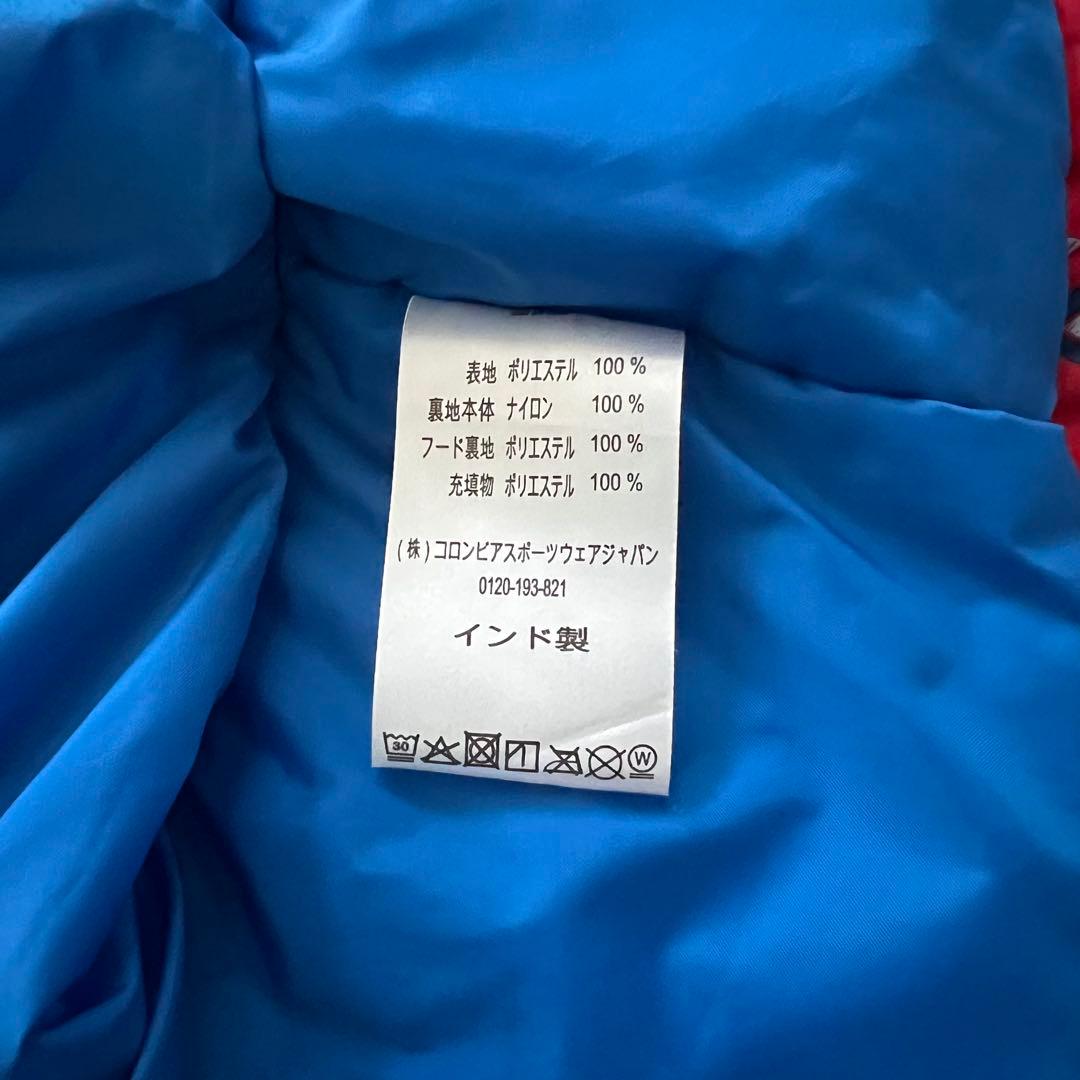 表地 ポリエステル 100 %
裏地本体 ナイロン 100 %
フード裏地 ポリエステル 100 %
充填物 ポリエステル 100 %
(株)コロンビアスポーツウェアジャパン
0120-193-821
インド製
30 W